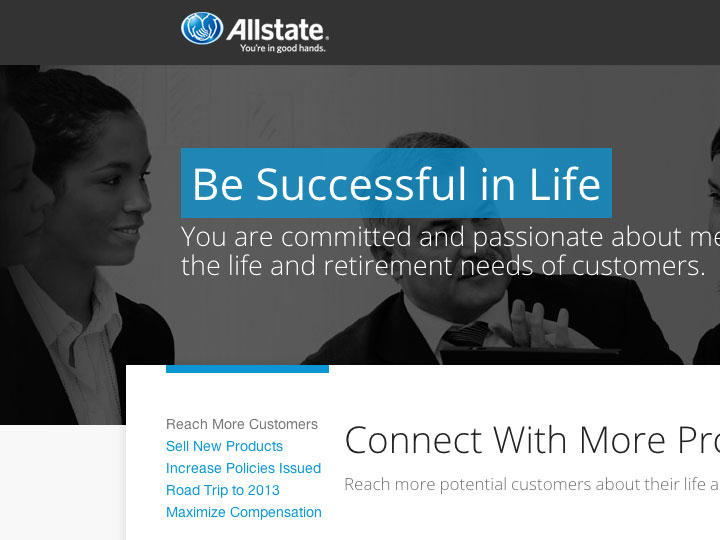 Allstate®
You're in good hands.
Be Successful in Life
You are committed and passionate about me
the life and retirement needs of customers.
Reach More Customers
Sell New Products
Increase Policies Issued
Road Trip to 2013
Maximize Compensation
Connect With More Pro
Reach more potential customers about their life a